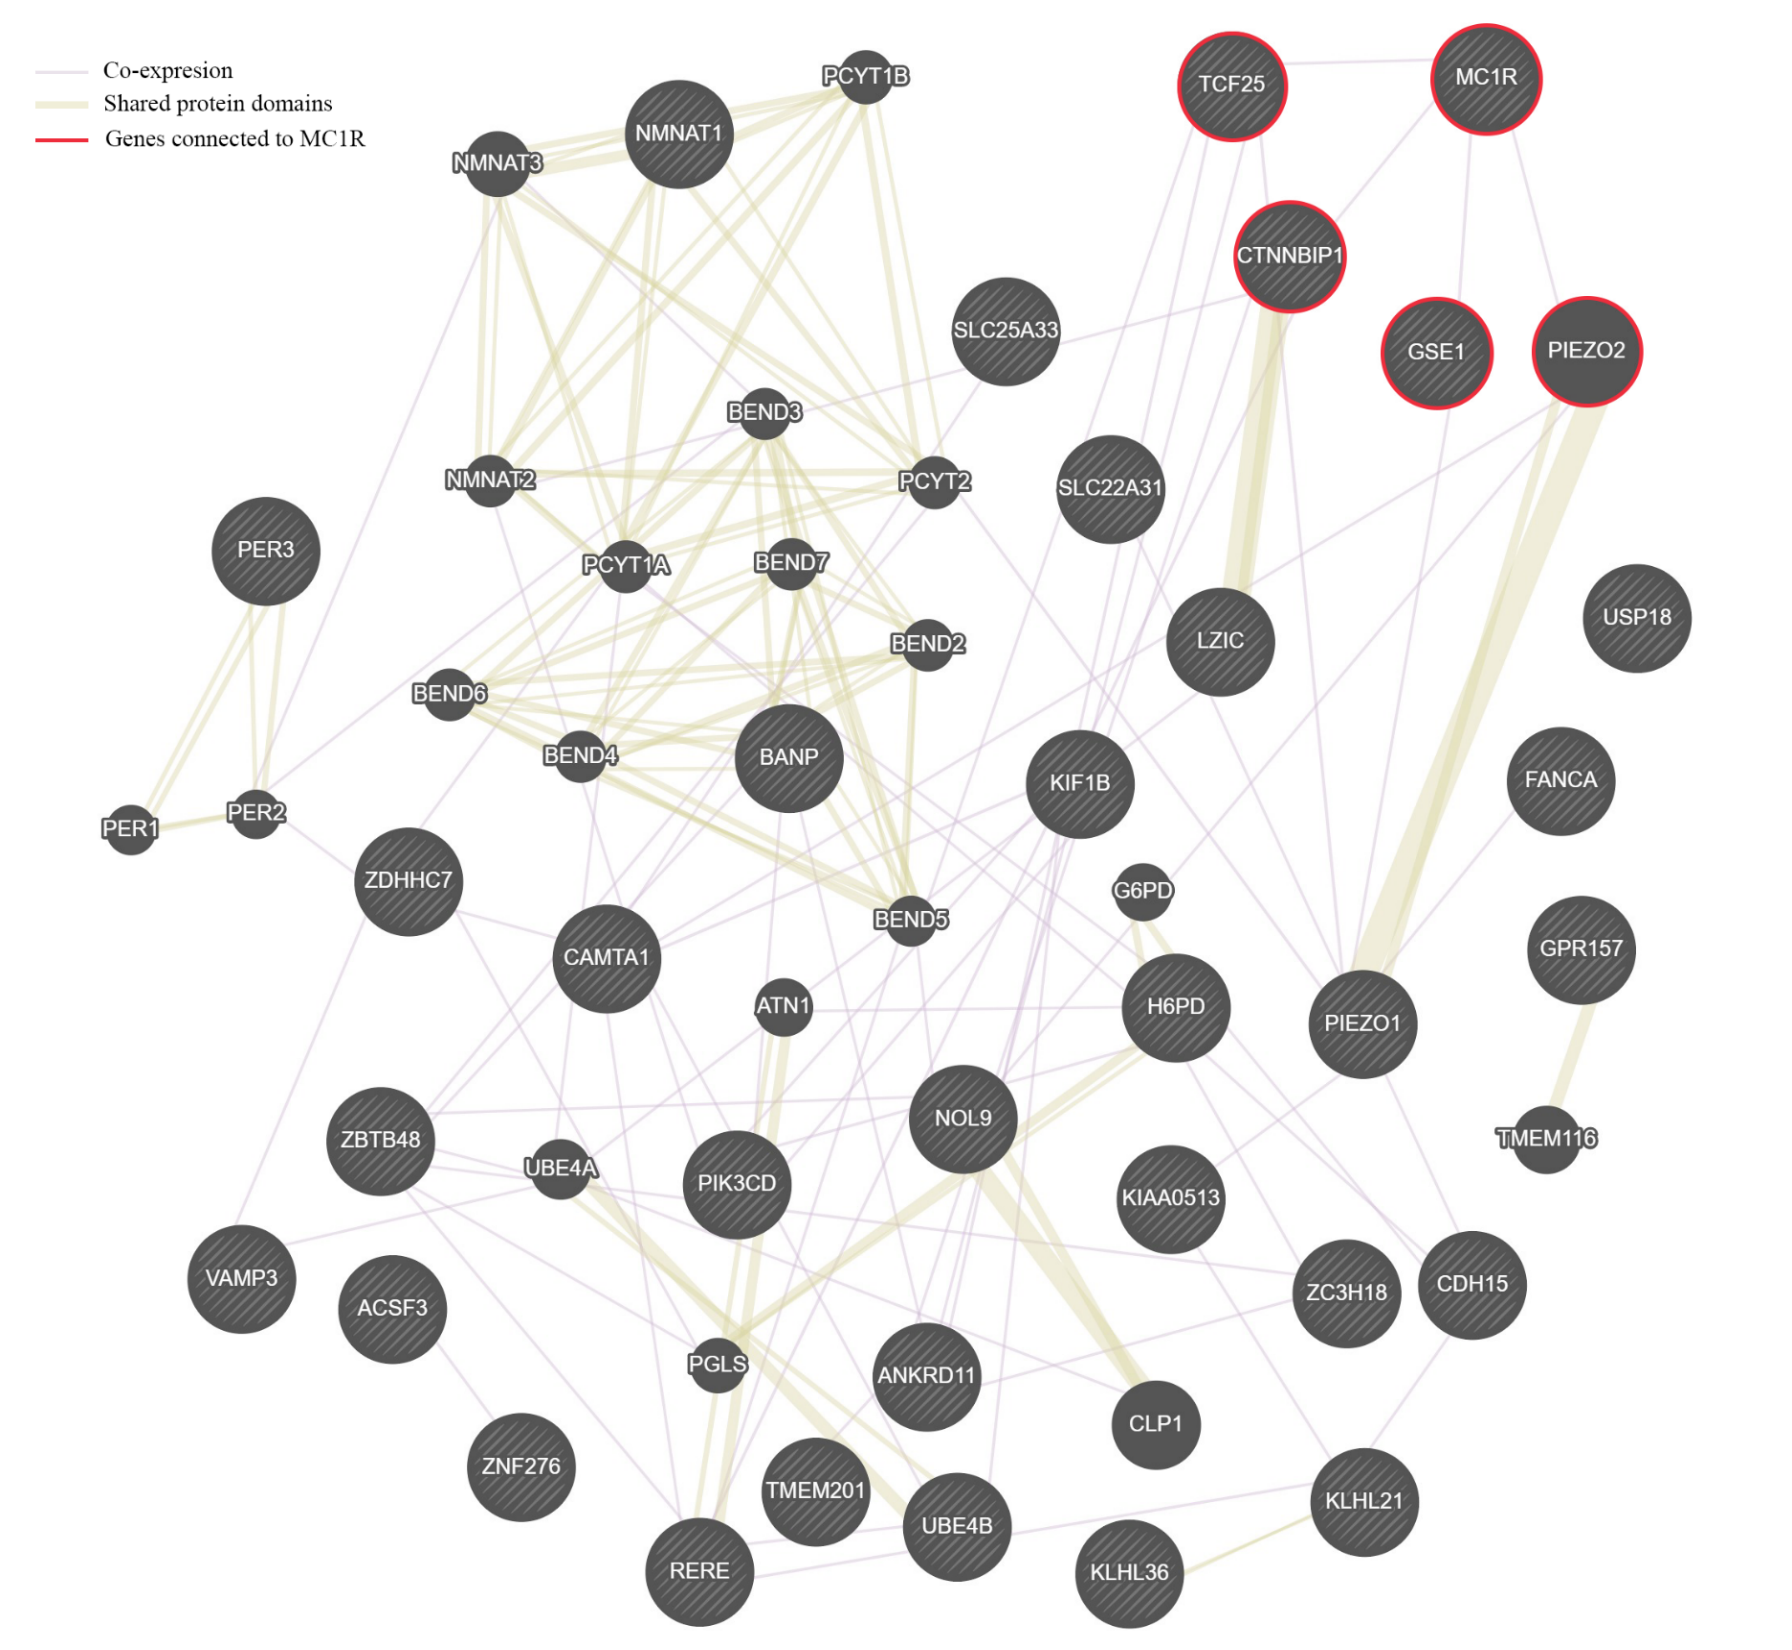 Co-expresion
Shared protein domains
Genes connected to MC1R
PCYT1B
TCF25
MC1R
NMNAT1
NMNAT3
CTNNBIP1
SLC25A33
GSE1
PIEZO2
BEND3
NMNAT2
PCYT2
SLC22A31
PER3
PCYT1A
BEND7
USP18
BEND2
LZIC
BEND6
BEND4
BANP
KIF1B
FANCA
PER1
PER2
ZDHHC7
G6PD
BEND5
CAMTA1
GPR157
ATN1
H6PD
PIEZO1
ZBTB48
NOL9
TMEM116
UBE4A
PIK3CD
KIAA0513
VAMP3
ACSF3
ZC3H18
CDH15
PGLS
ANKRD11
CLP1
ZNF276
TMEM201
KLHL21
UBE4B
RERE
KLHL36